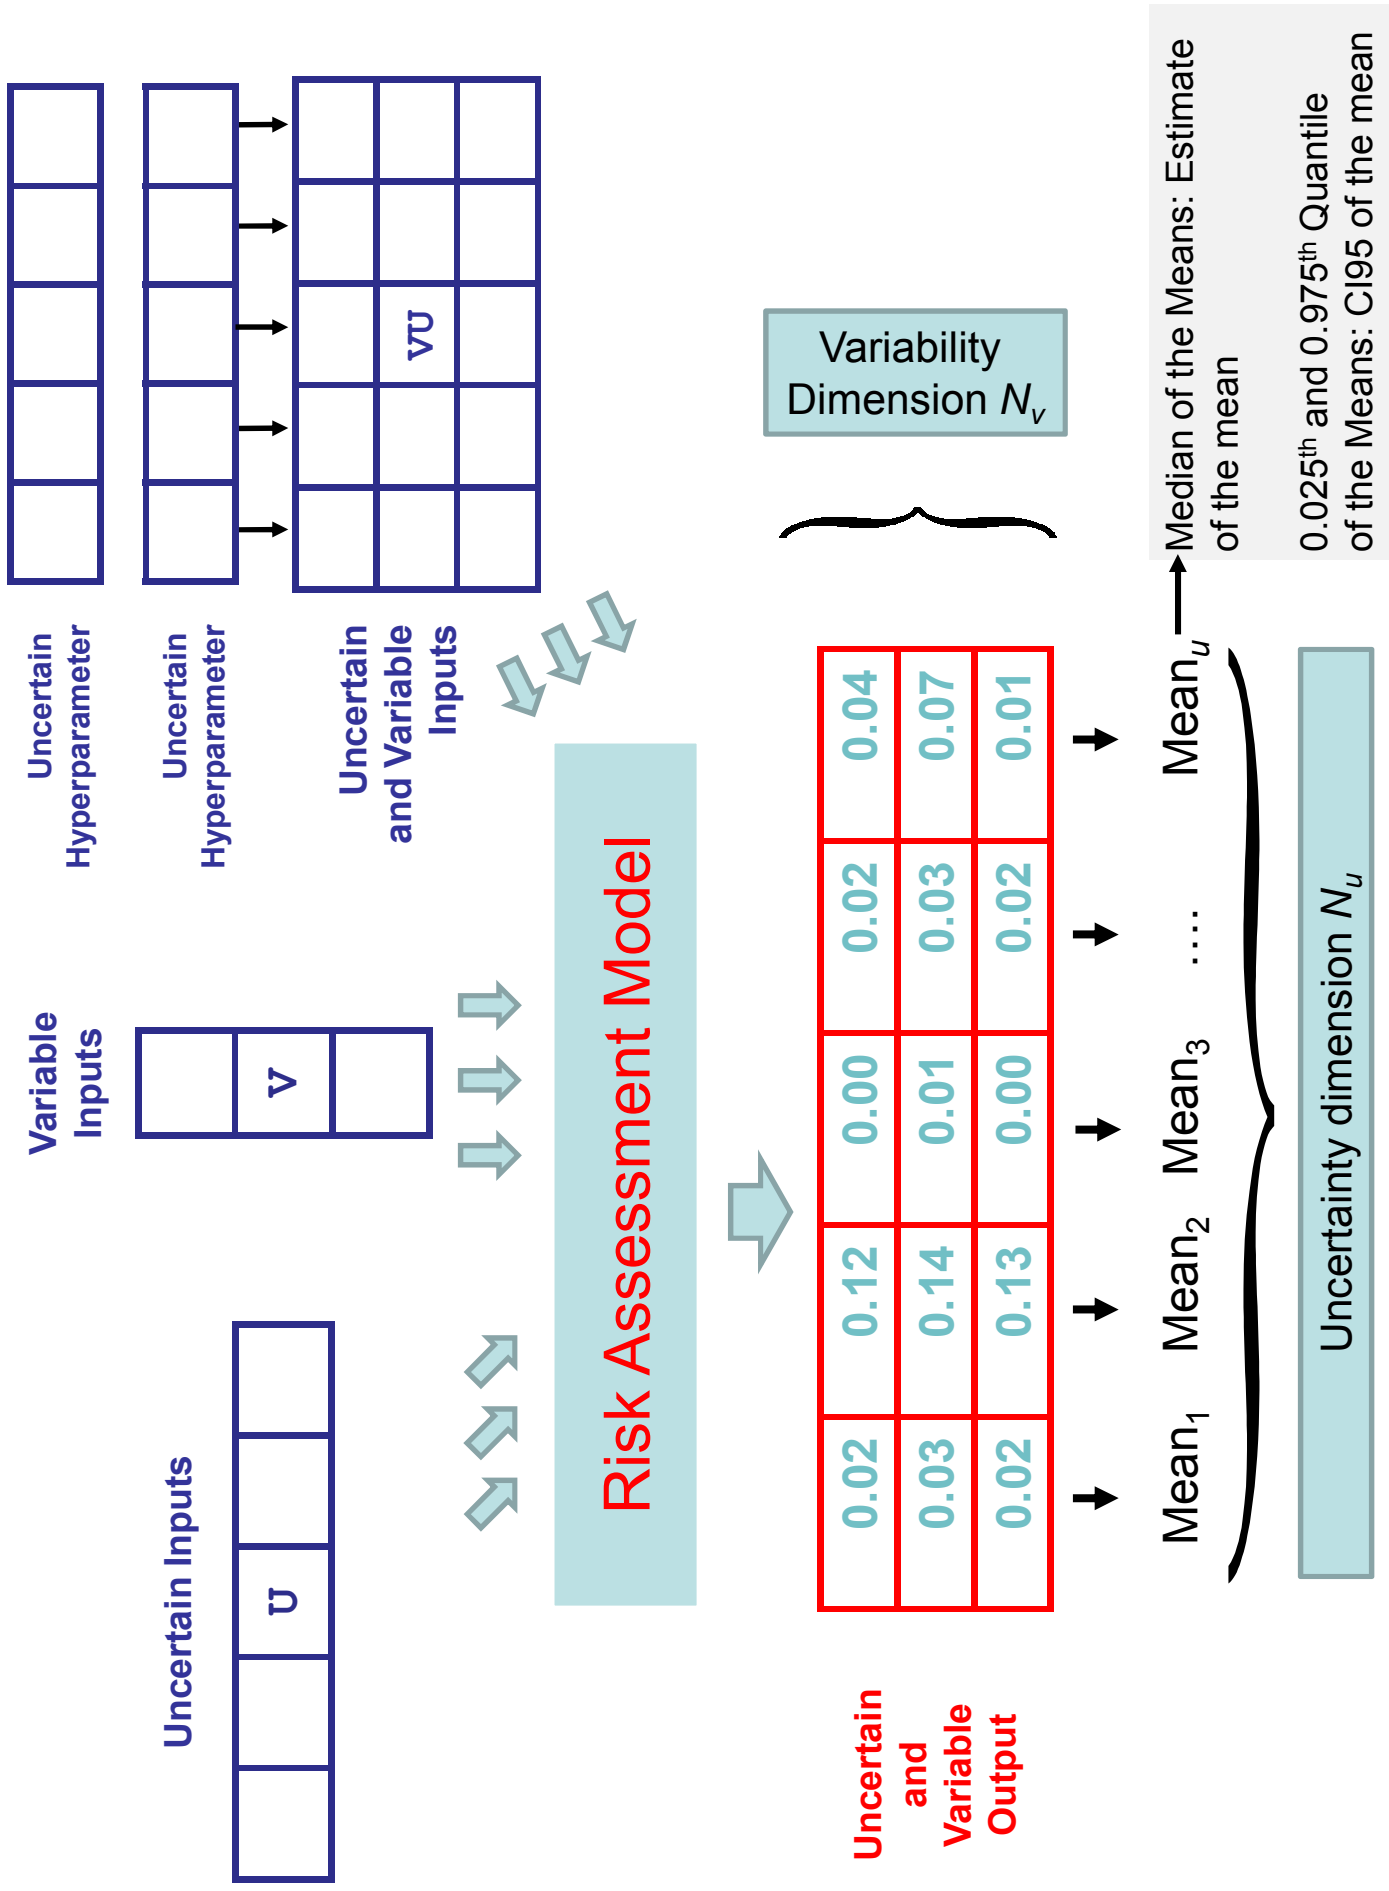 Uncertain Inputs
U
Variable
Inputs
V
Uncertain
Hyperparameter
Uncertain
Hyperparameter
Uncertain
and Variable
Inputs
VU
Risk Assessment Model
Uncertain
and
Variable
Output
0.02 0.12 0.00 0.02 0.04
0.03 0.14 0.01 0.03 0.07
0.02 0.13 0.00 0.02 0.01
Variability
Dimension Nv
Mean1 Mean2 Mean3 .... Meanu
Median of the Means: Estimate
of the mean
0.025th and 0.975th Quantile
of the Means: CI95 of the mean
Uncertainty dimension Nu